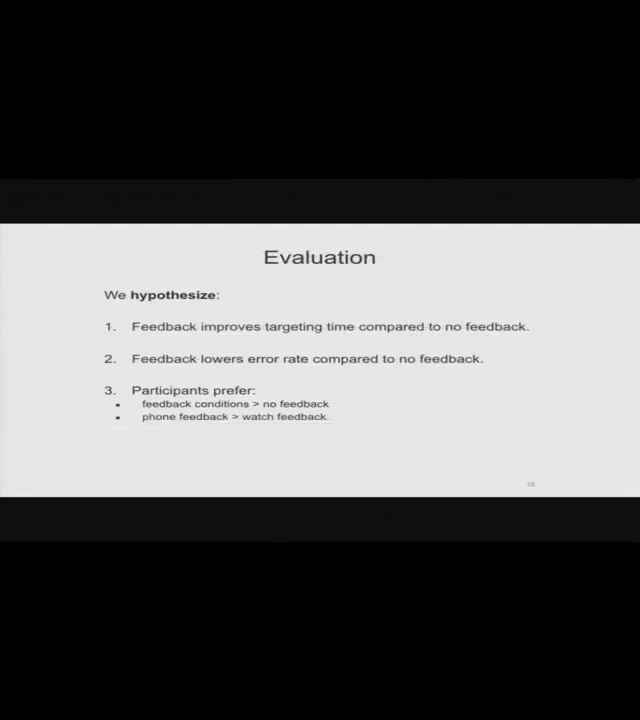 Evaluation
We hypothesize:
1. Feedback improves targeting time compared to no feedback.
2. Feedback lowers error rate compared to no feedback.
3. Participants prefer:
▪ feedback conditions > no feedback
▪ phone feedback > watch feedback.
16